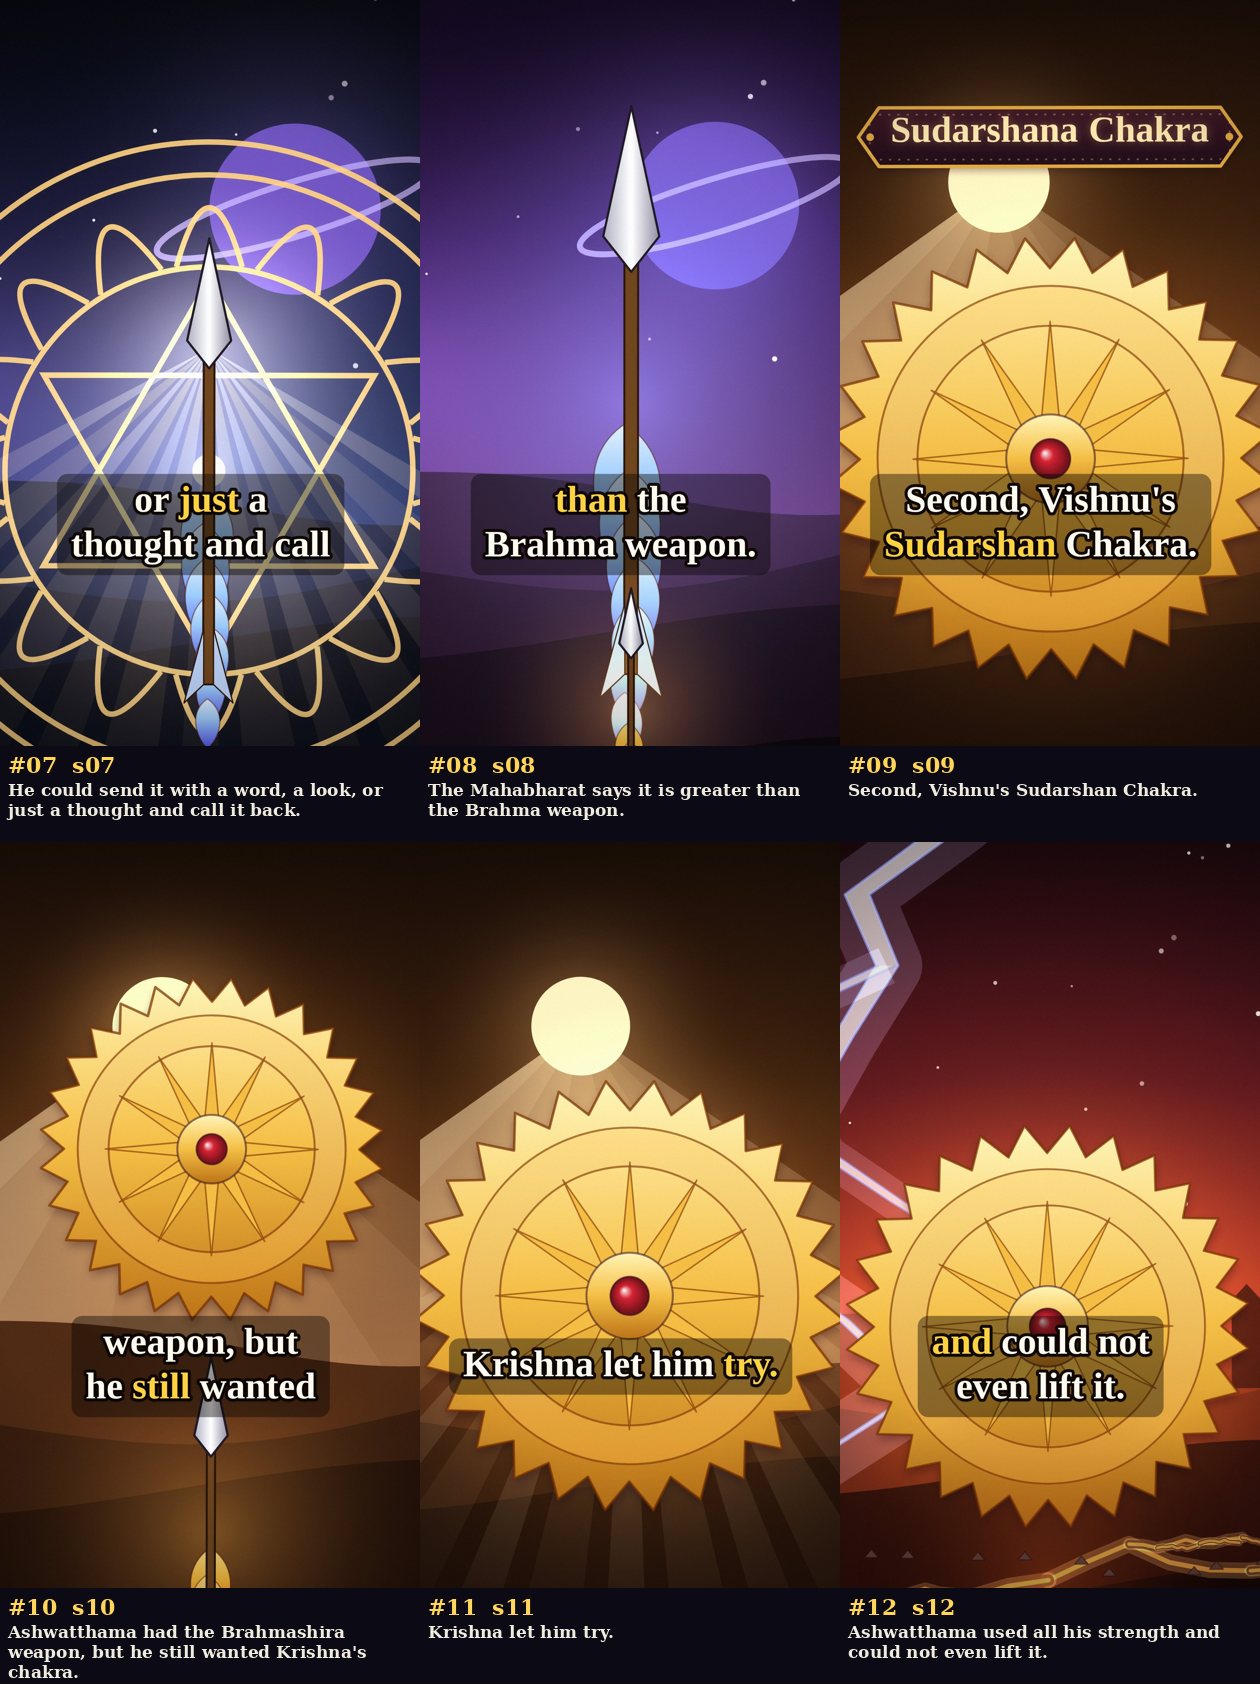 or just a
thought and call
#07 s07
He could send it with a word, a look, or
just a thought and call it back.
than the
Brahma weapon.
#08 s08
The Mahabharat says it is greater than
the Brahma weapon.
Sudarshana Chakra
Second, Vishnu's
Sudarshan Chakra.
#09 s09
Second, Vishnu's Sudarshan Chakra.
weapon, but
he still wanted
#10 s10
Ashwatthama had the Brahmashira
weapon, but he still wanted Krishna's
chakra.
Krishna let him try.
#11 s11
Krishna let him try.
and could not
even lift it.
#12 s12
Ashwatthama used all his strength and
could not even lift it.